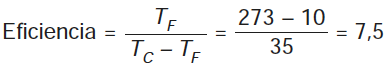 Eficiencia = T_F / (T_C – T_F) = (273 – 10) / 35 = 7,5